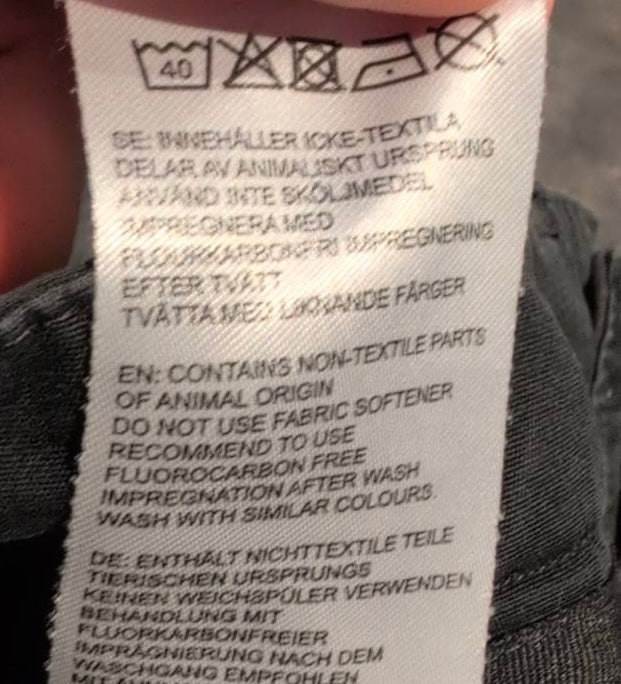 40
SE: INNEHÅLLER ICKE-TEXTILA
DELAR AV ANIMALISKT URSPRUNG
ANVÄND INTE SKÖLJMEDEL
IMPREGNERA MED
FLOURKARBONFRI IMPREGNERING
EFTER TVÄTT
TVÄTTA MED LIKNANDE FÄRGER
EN: CONTAINS NON-TEXTILE PARTS
OF ANIMAL ORIGIN
DO NOT USE FABRIC SOFTENER
RECOMMEND TO USE
FLUOROCARBON FREE
IMPREGNATION AFTER WASH
WASH WITH SIMILAR COLOURS.
DE: ENTHÄLT NICHTTEXTILE TEILE
TIERISCHEN URSPRUNGS
KEINEN WEICHSPÜLER VERWENDEN
BEHANDLUNG MIT
FLUORKARBONFREIER
IMPRÄGNIERUNG NACH DEM
WASCHGANG EMPFOHLEN
MIT